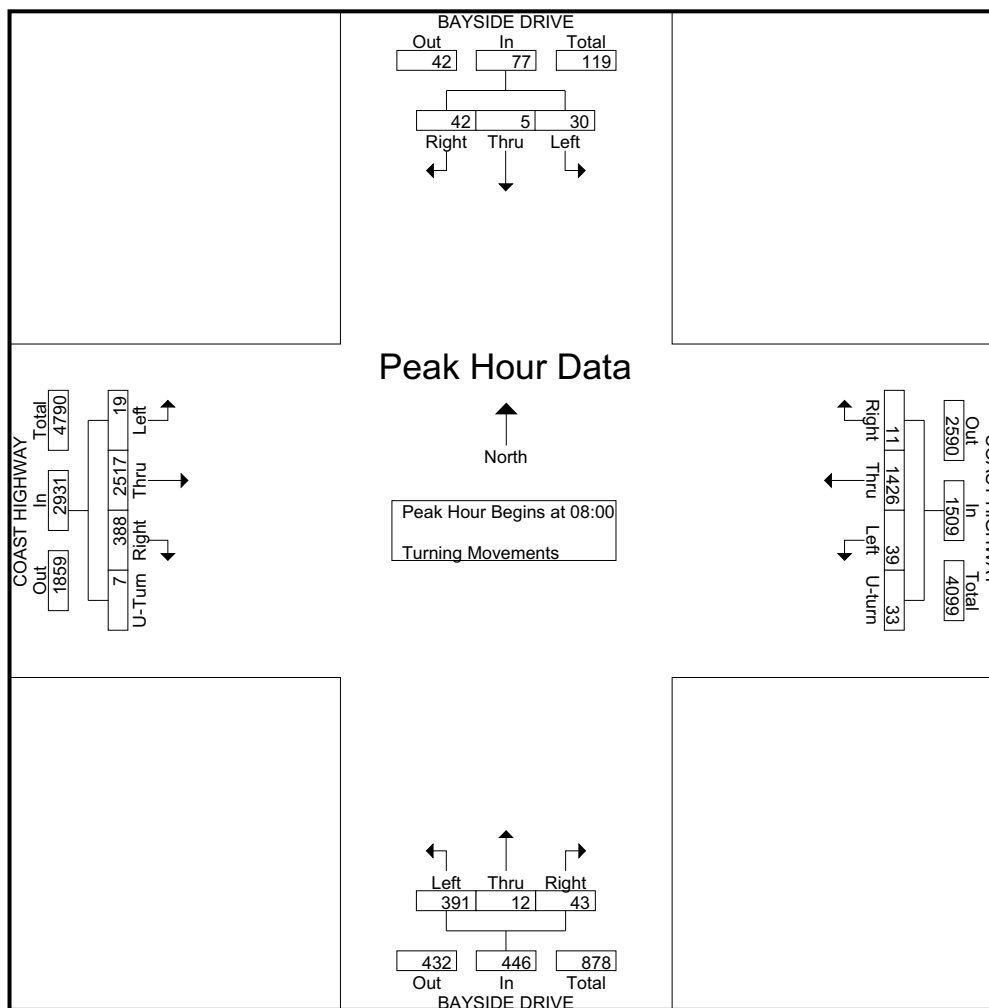 BAYSIDE DRIVE
Out In Total
42 77 119
42 5 30
Right Thru Left
Peak Hour Data
North
Peak Hour Begins at 08:00
Turning Movements
COAST HIGHWAY
Total In Out
4790 2931 1859
19 2517 388 7
Left Thru Right U-Turn
Right Thru Left U-turn
11 1426 39 33
Out In Total
2590 1509 4099
Left Thru Right
391 12 43
432 446 878
Out In Total
BAYSIDE DRIVE